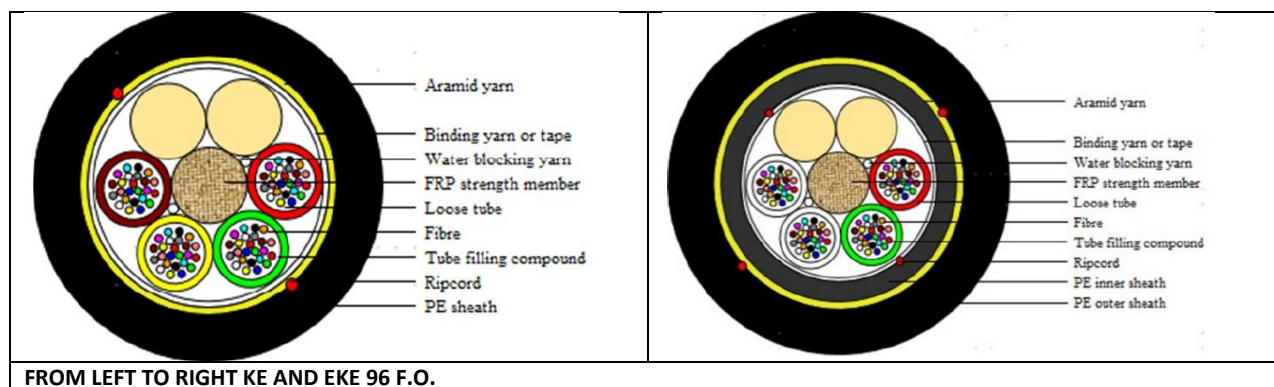 Aramid yarn
Binding yarn or tape
Water blocking yarn
FRP strength member
Loose tube
Fibre
Tube filling compound
Ripcord
PE sheath
Aramid yarn
Binding yarn or tape
Water blocking yarn
FRP strength member
Loose tube
Fibre
Tube filling compound
Ripcord
PE inner sheath
PE outer sheath
FROM LEFT TO RIGHT KE AND EKE 96 F.O.